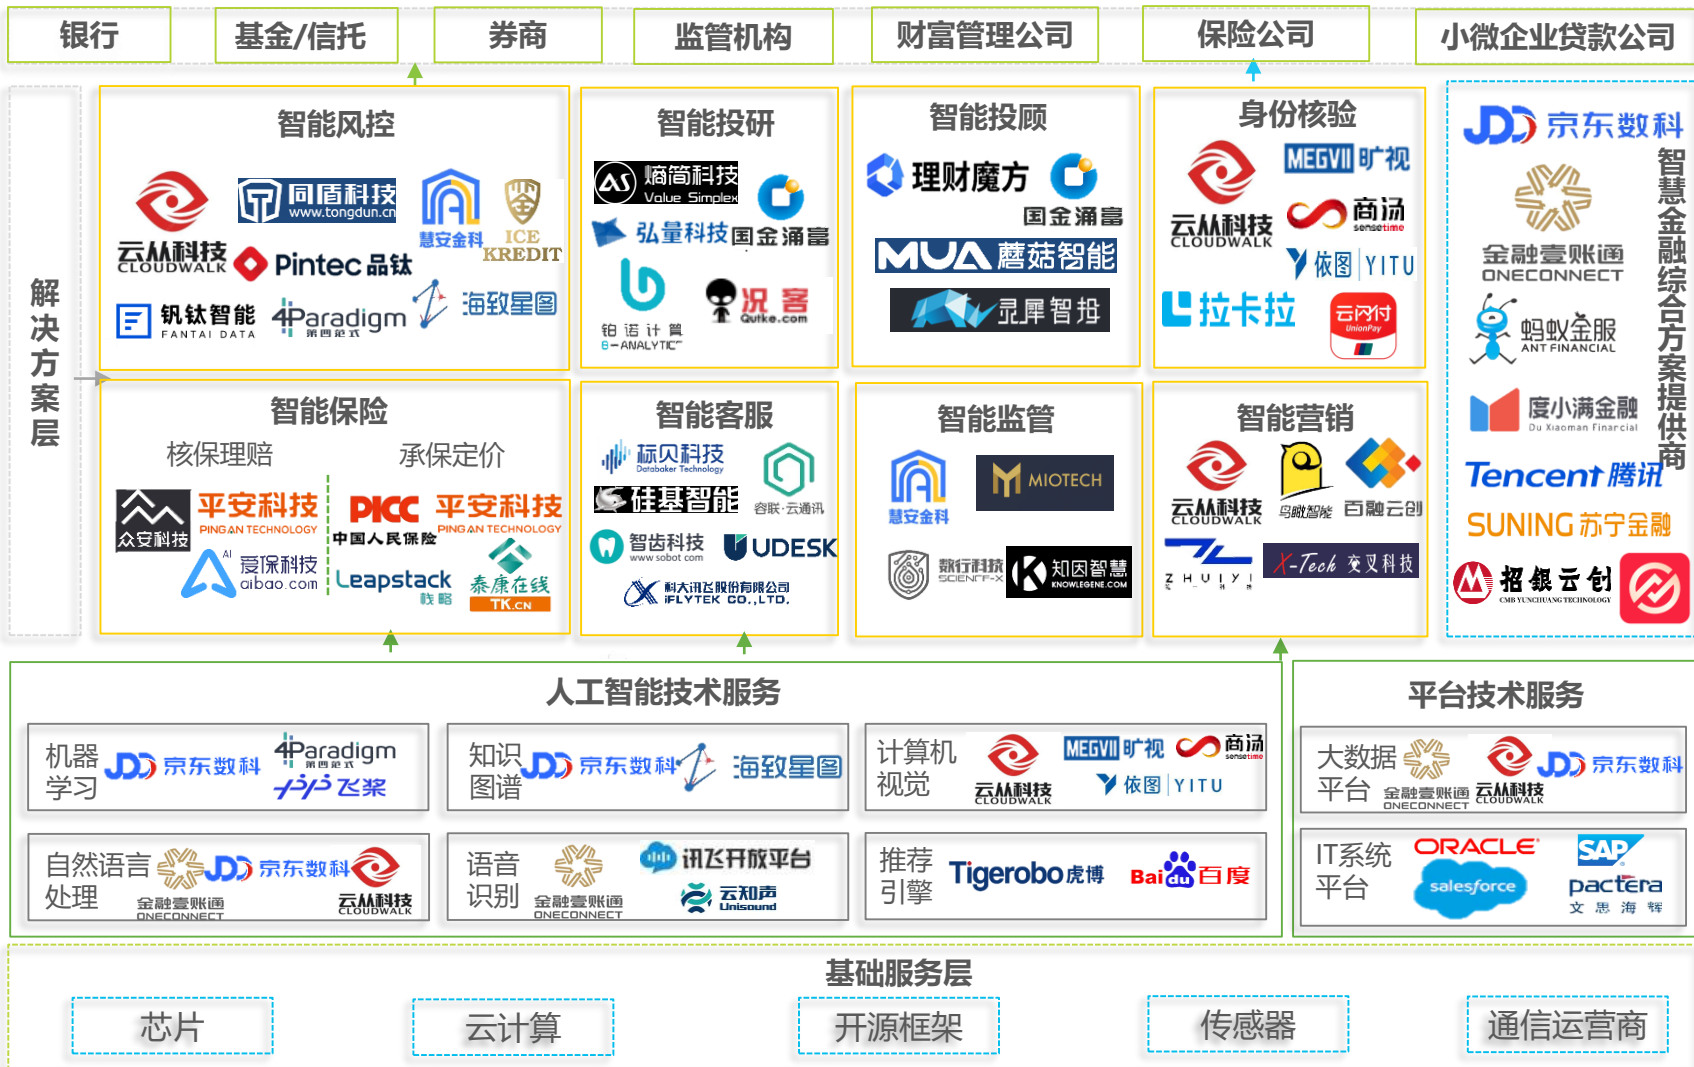 银行
基金/信托
券商
监管机构
财富管理公司
保险公司
小微企业贷款公司
解决方案层
智能风控
云从科技
CLOUDWALK
同盾科技
www.tongdun.cn
慧安金科
ICE
KREDIT
Pintec 品钛
钒钛智能
FANTAI DATA
4Paradigm
第四范式
海致星图
智能投研
熵简科技
Value Simplex
国金涌富
弘量科技
铂诺计算
B-ANALYTIC
况客
Qutke.com
智能投顾
理财魔方
国金涌富
MUA 蘑菇智能
灵犀智投
身份核验
云从科技
CLOUDWALK
MEGVII 旷视
商汤
sensetime
依图 | YITU
拉卡拉
云闪付
UnionPay
智慧金融综合方案提供商
JDD 京东数科
金融壹账通
ONECONNECT
蚂蚁金服
ANT FINANCIAL
度小满金融
Du Xiaoman Financial
Tencent 腾讯
SUNING 苏宁金融
招银云创
CMB YUNCHUANG TECHNOLOGY
智能保险
核保理赔
承保定价
众安科技
平安科技
PING AN TECHNOLOGY
AI
爱保科技
aibao.com
PICC
中国人民保险
平安科技
PING AN TECHNOLOGY
Leapstack
栈略
泰康在线
TK.CN
智能客服
标贝科技
Databaker Technology
硅基智能
容联·云通讯
智齿科技
www.sobot.com
UDESK
科大讯飞股份有限公司
iFLYTEK CO.,LTD.
智能监管
慧安金科
MIOTECH
数行科技
SCIENCE-X
知因智慧
KNOWLEGENE.COM
智能营销
云从科技
CLOUDWALK
鸟瞰智能
百融云创
ZHUIYI
X-Tech 交叉科技
人工智能技术服务
机器
学习
JDD 京东数科
4Paradigm
第四范式
飞桨
知识
图谱
JDD 京东数科
海致星图
计算机
视觉
云从科技
CLOUDWALK
MEGVII 旷视
商汤
sensetime
依图 | YITU
自然语言
处理
金融壹账通
ONECONNECT
JDD 京东数科
云从科技
CLOUDWALK
语音
识别
金融壹账通
ONECONNECT
讯飞开放平台
云知声
Unisound
推荐
引擎
Tigerobo 虎博
Baidu 百度
平台技术服务
大数据
平台
金融壹账通
ONECONNECT
云从科技
CLOUDWALK
JDD 京东数科
IT系统
平台
ORACLE
salesforce
SAP
pactera
文思海辉
基础服务层
芯片
云计算
开源框架
传感器
通信运营商